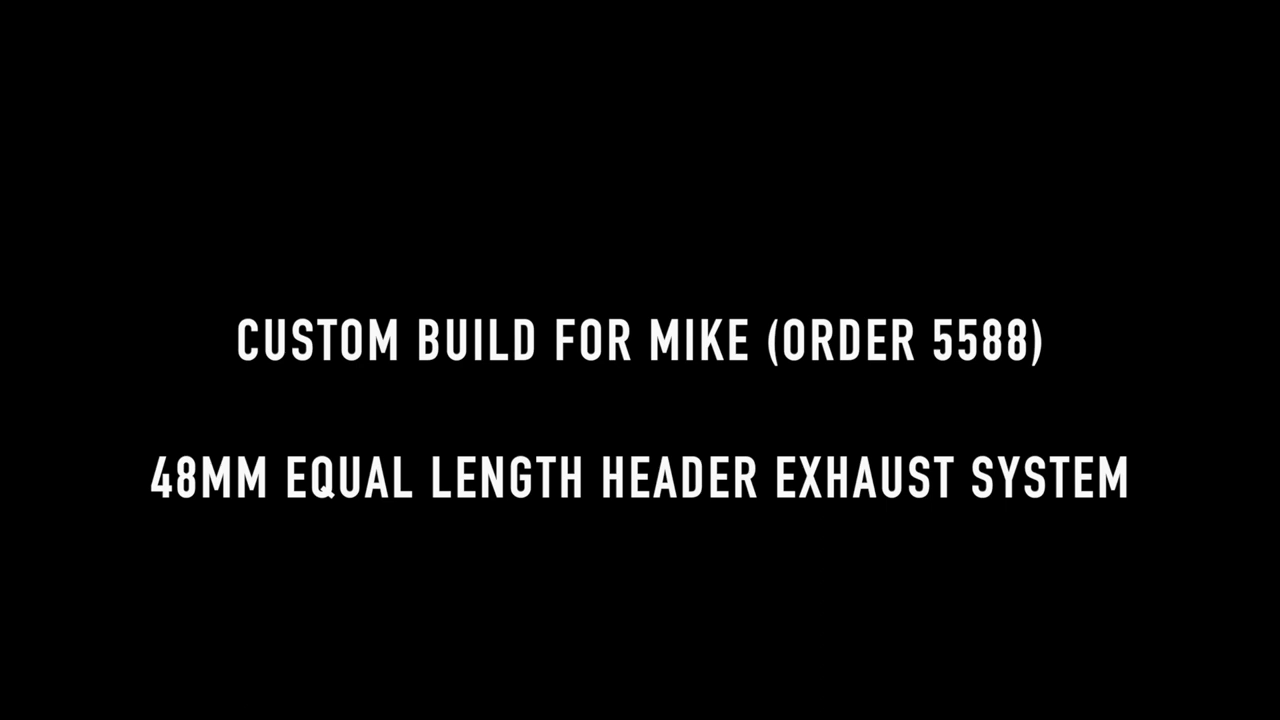 CUSTOM BUILD FOR MIKE (ORDER 5588)
48MM EQUAL LENGTH HEADER EXHAUST SYSTEM